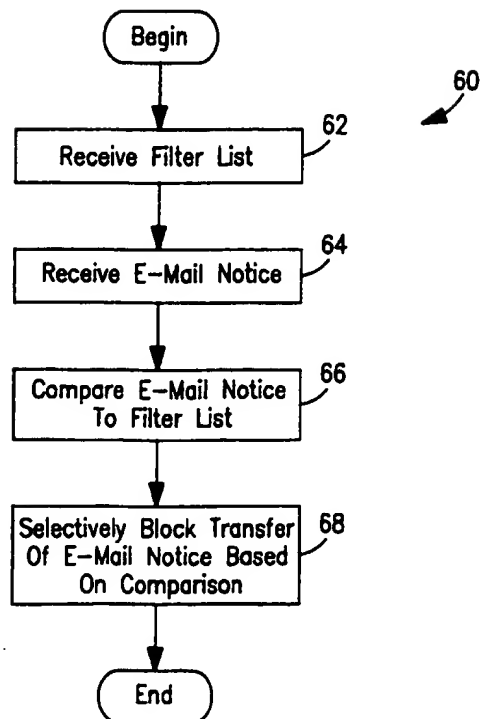 Begin
60
62
Receive Filter List
64
Receive E-Mail Notice
66
Compare E-Mail Notice
To Filter List
68
Selectively Block Transfer
Of E-Mail Notice Based
On Comparison
End